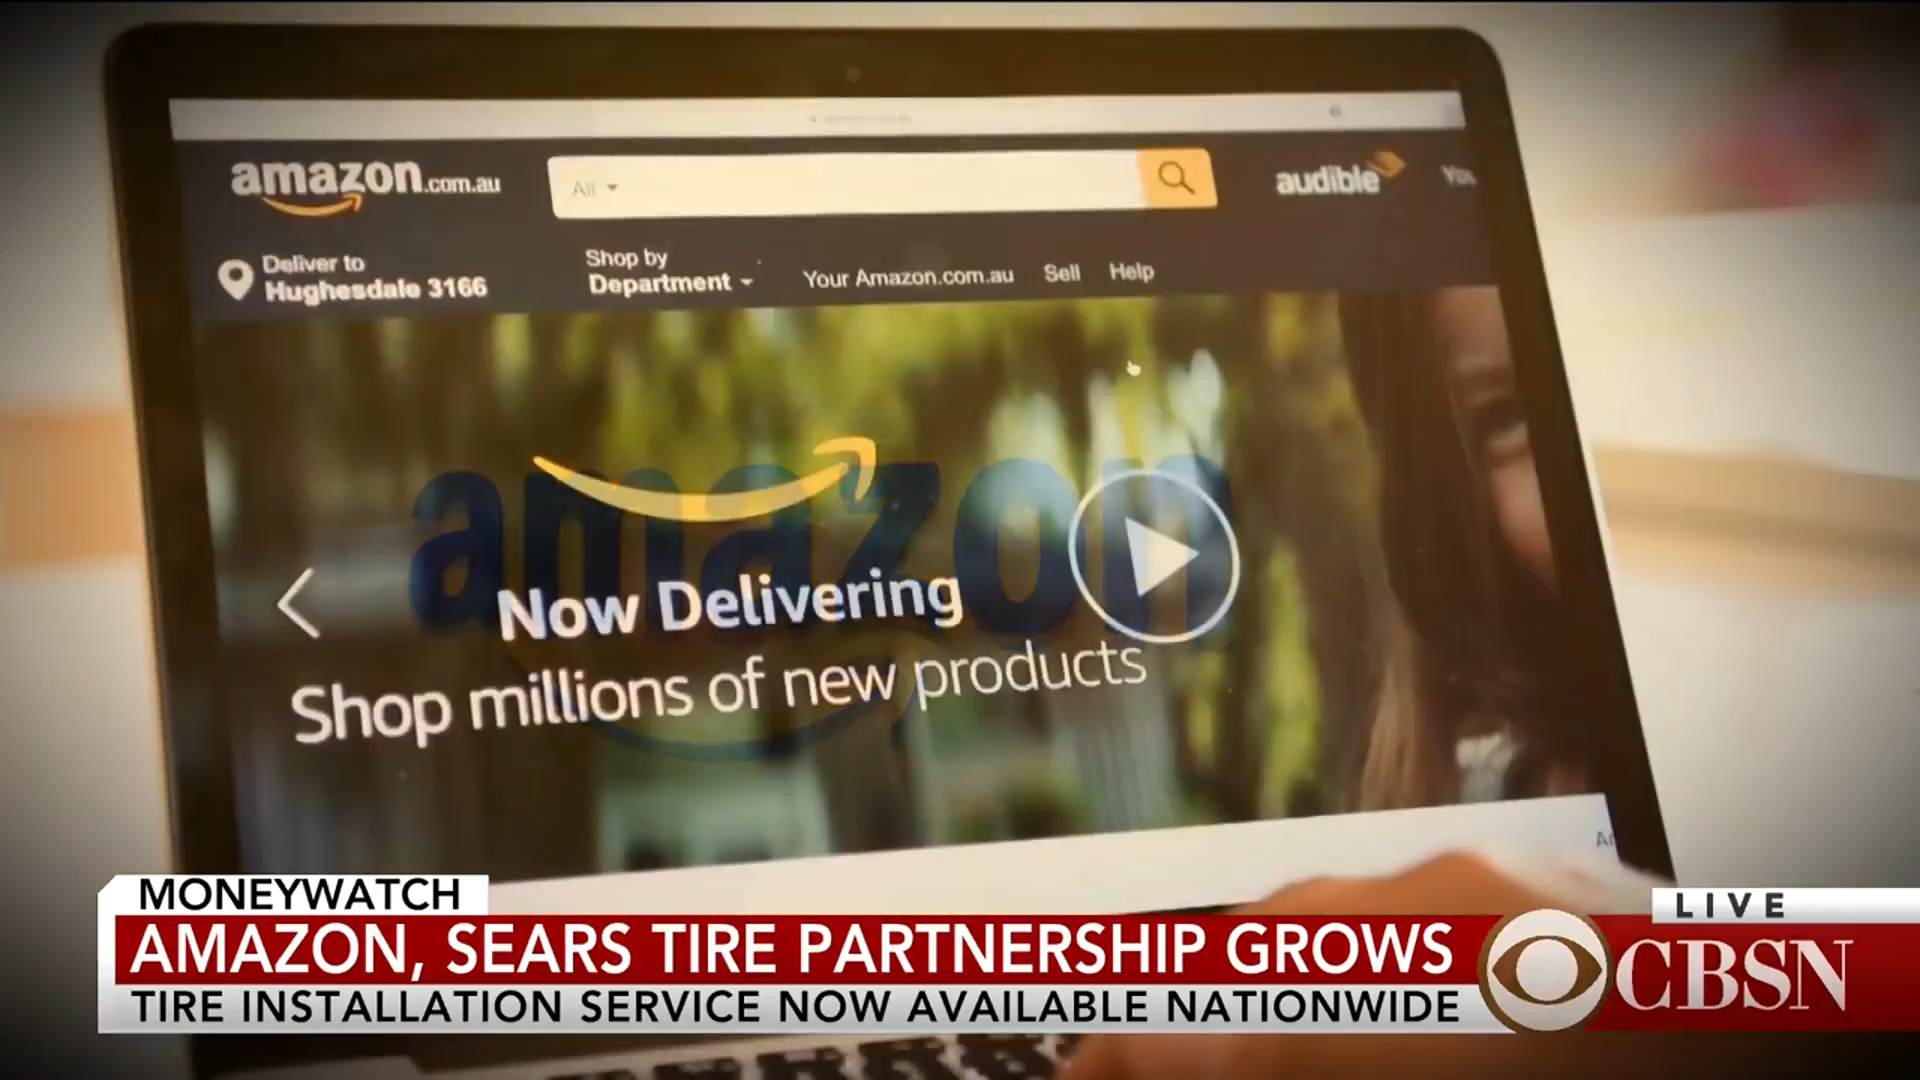 amazon.com.au
All
audible
Deliver to
Hughesdale 3166
Shop by
Department
Your Amazon.com.au
Sell
Help
amazon
Now Delivering
Shop millions of new products
MONEYWATCH
AMAZON, SEARS TIRE PARTNERSHIP GROWS
TIRE INSTALLATION SERVICE NOW AVAILABLE NATIONWIDE
LIVE
CBSN